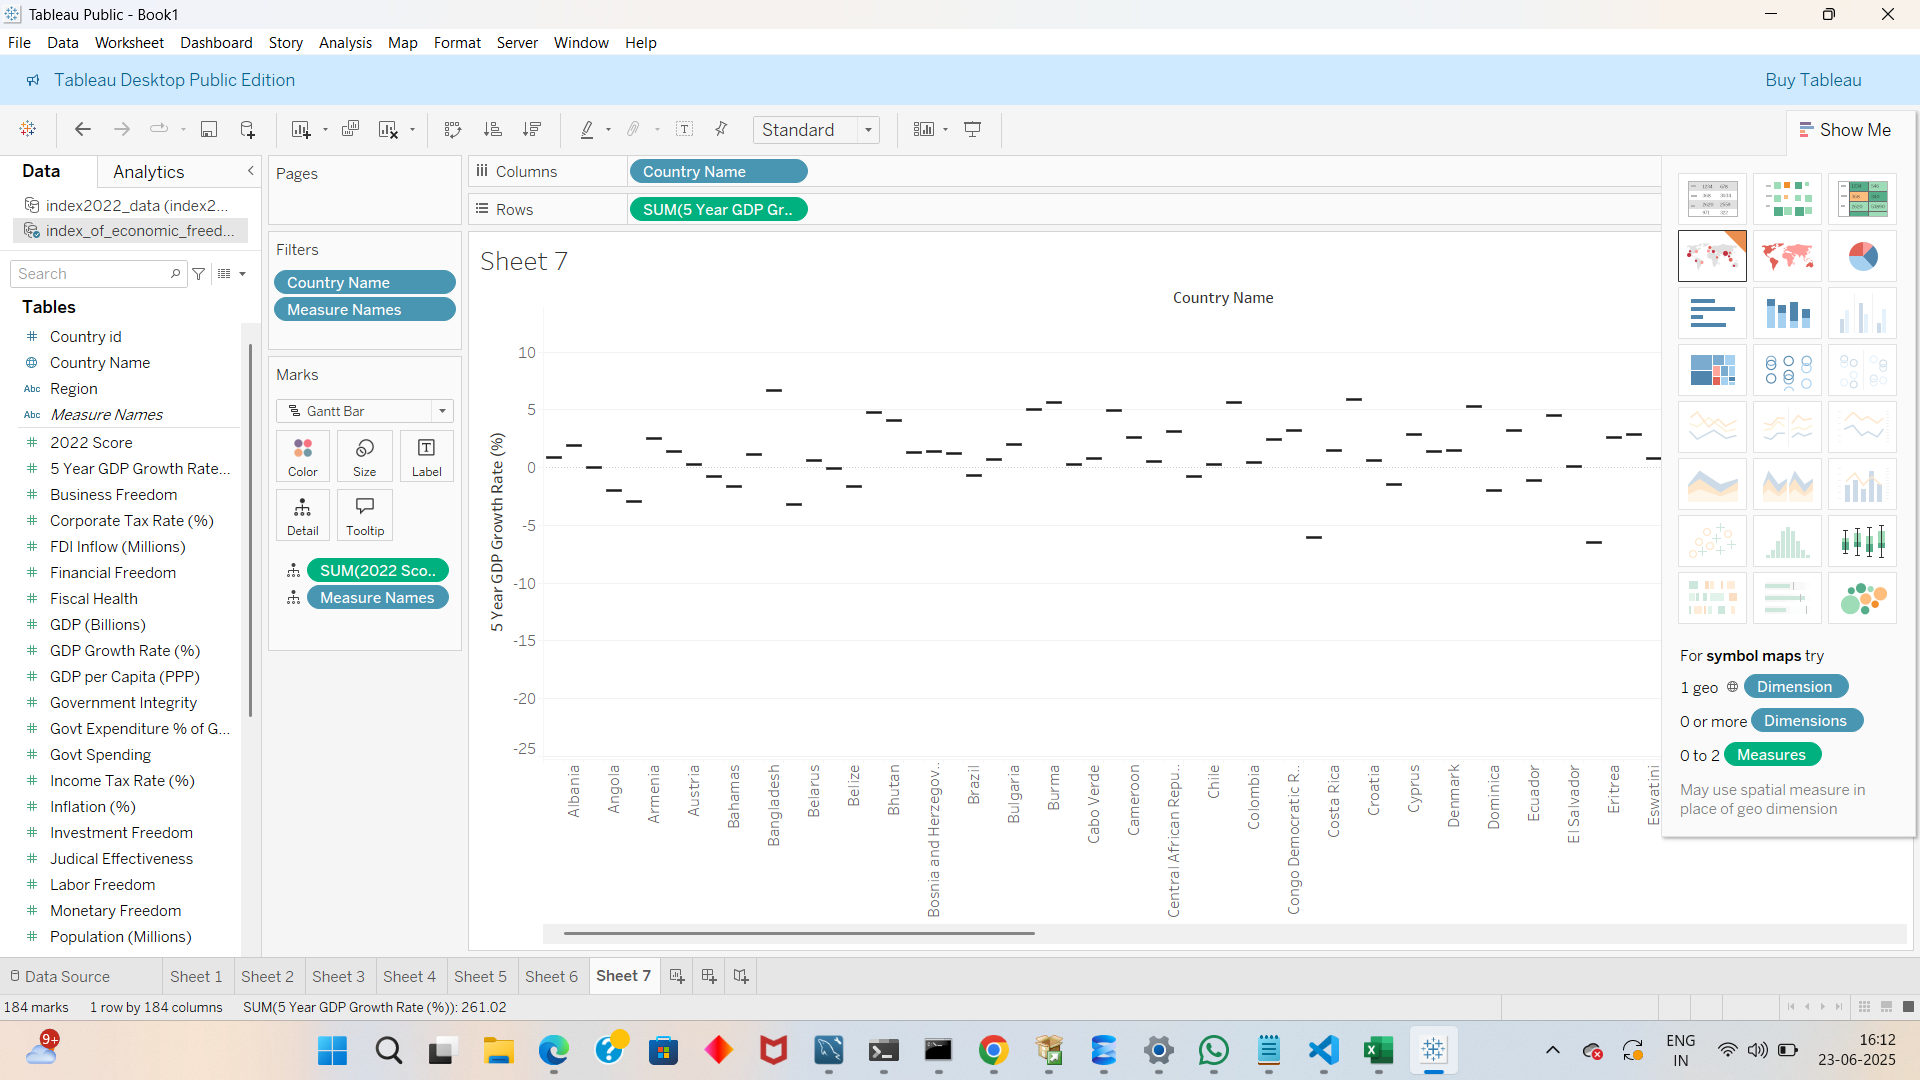 Tableau Public - Book1
File Data Worksheet Dashboard Story Analysis Map Format Server Window Help
Tableau Desktop Public Edition
Buy Tableau
Standard
Show Me
Data
Analytics
index2022_data (index2...
index_of_economic_freed...
Search
Tables
Country id
Country Name
Abc Region
Abc Measure Names
2022 Score
5 Year GDP Growth Rate...
Business Freedom
Corporate Tax Rate (%)
FDI Inflow (Millions)
Financial Freedom
Fiscal Health
GDP (Billions)
GDP Growth Rate (%)
GDP per Capita (PPP)
Government Integrity
Govt Expenditure % of G...
Govt Spending
Income Tax Rate (%)
Inflation (%)
Investment Freedom
Judical Effectiveness
Labor Freedom
Monetary Freedom
Population (Millions)
Pages
Filters
Country Name
Measure Names
Marks
Gantt Bar
Color
Size
Label
Detail
Tooltip
SUM(2022 Sco..
Measure Names
Columns
Country Name
Rows
SUM(5 Year GDP Gr..
Sheet 7
Country Name
5 Year GDP Growth Rate (%)
10
5
0
-5
-10
-15
-20
-25
Albania
Angola
Armenia
Austria
Bahamas
Bangladesh
Belarus
Belize
Bhutan
Bosnia and Herzegov..
Brazil
Bulgaria
Burma
Cabo Verde
Cameroon
Central African Repu..
Chile
Colombia
Congo Democratic R..
Costa Rica
Croatia
Cyprus
Denmark
Dominica
Ecuador
El Salvador
Eritrea
Eswatini
For symbol maps try
1 geo Dimension
0 or more Dimensions
0 to 2 Measures
May use spatial measure in
place of geo dimension
Data Source
Sheet 1
Sheet 2
Sheet 3
Sheet 4
Sheet 5
Sheet 6
Sheet 7
184 marks
1 row by 184 columns
SUM(5 Year GDP Growth Rate (%)): 261.02
9+
ENG
IN
16:12
23-06-2025